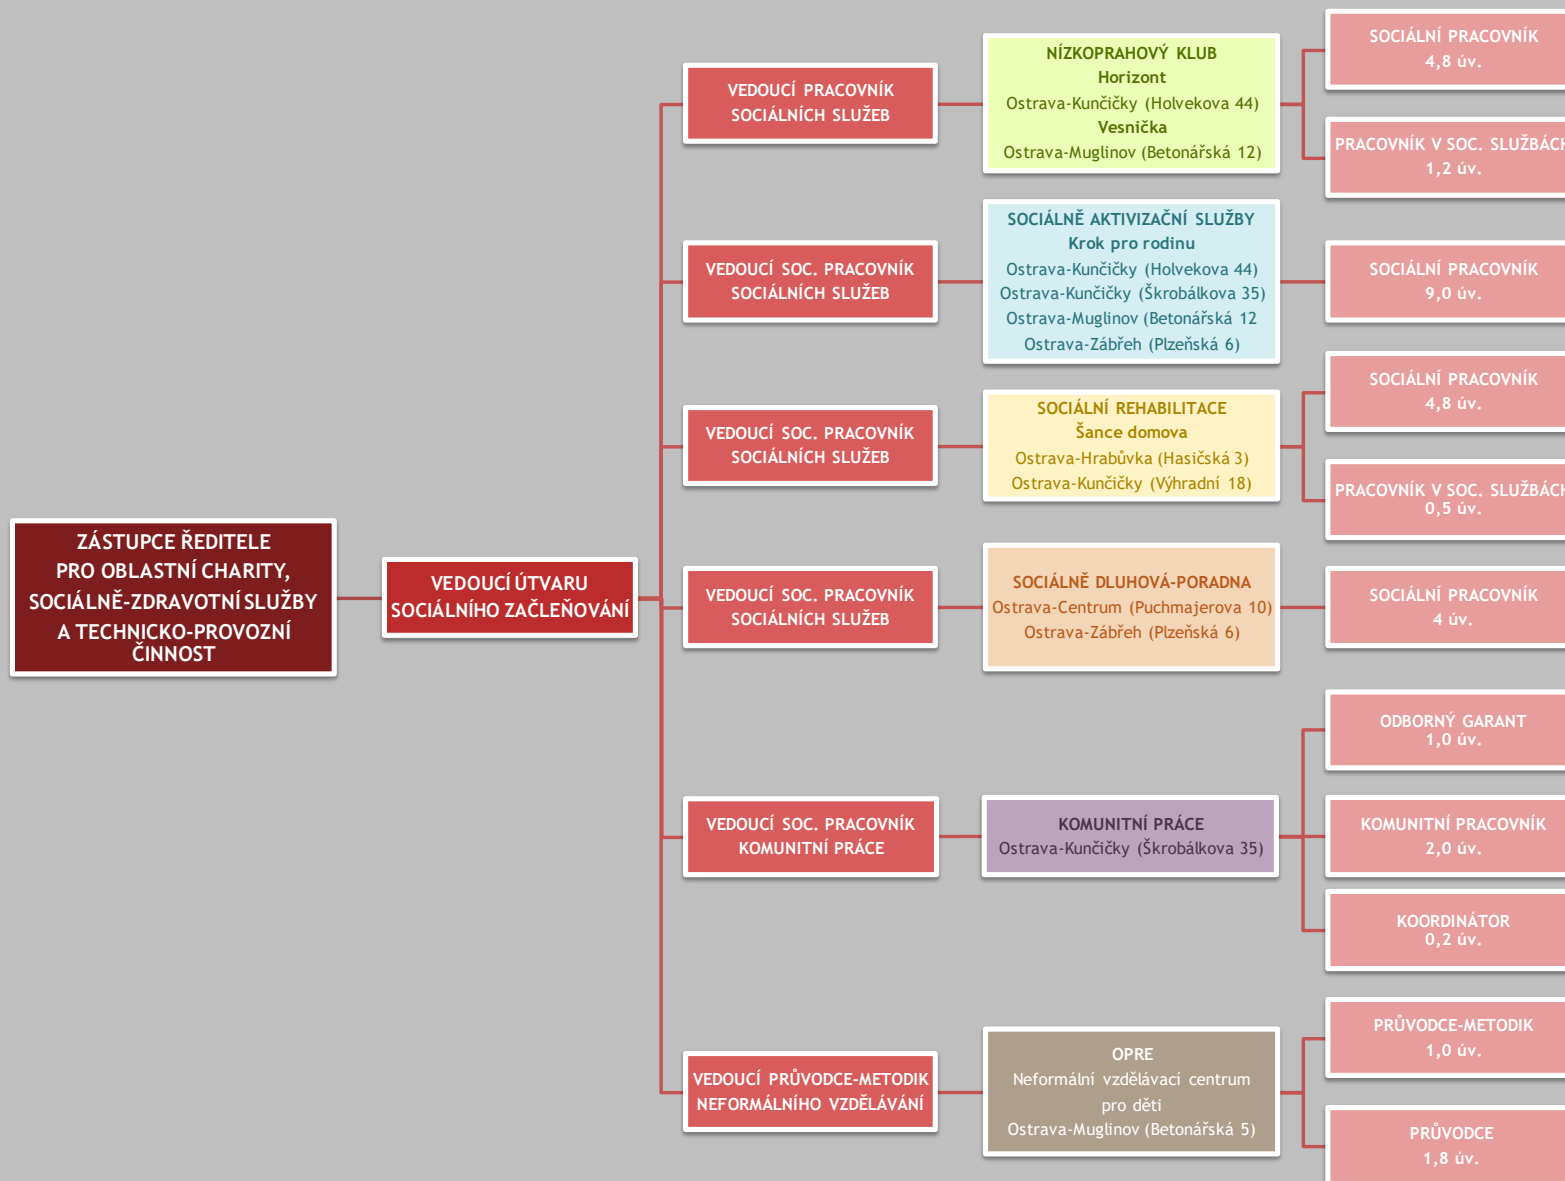 ZÁSTUPCE ŘEDITELE
PRO OBLASTNÍ CHARITY,
SOCIÁLNĚ-ZDRAVOTNÍ SLUŽBY
A TECHNICKO-PROVOZNÍ
ČINNOST
VEDOUCÍ ÚTVARU
SOCIÁLNÍHO ZAČLEŇOVÁNÍ
VEDOUCÍ PRACOVNÍK
SOCIÁLNÍCH SLUŽEB
NÍZKOPRAHOVÝ KLUB
Horizont
Ostrava-Kunčičky (Holvekova 44)
Vesnička
Ostrava-Muglinov (Betonářská 12)
SOCIÁLNÍ PRACOVNÍK
4,8 úv.
PRACOVNÍK V SOC. SLUŽBÁCH
1,2 úv.
VEDOUCÍ SOC. PRACOVNÍK
SOCIÁLNÍCH SLUŽEB
SOCIÁLNĚ AKTIVIZAČNÍ SLUŽBY
Krok pro rodinu
Ostrava-Kunčičky (Holvekova 44)
Ostrava-Kunčičky (Škrobálkova 35)
Ostrava-Muglinov (Betonářská 12
Ostrava-Zábřeh (Plzeňská 6)
SOCIÁLNÍ PRACOVNÍK
9,0 úv.
VEDOUCÍ SOC. PRACOVNÍK
SOCIÁLNÍCH SLUŽEB
SOCIÁLNÍ REHABILITACE
Šance domova
Ostrava-Hrabůvka (Hasičská 3)
Ostrava-Kunčičky (Výhradní 18)
SOCIÁLNÍ PRACOVNÍK
4,8 úv.
PRACOVNÍK V SOC. SLUŽBÁCH
0,5 úv.
VEDOUCÍ SOC. PRACOVNÍK
SOCIÁLNÍCH SLUŽEB
SOCIÁLNĚ DLUHOVÁ-PORADNA
Ostrava-Centrum (Puchmajerova 10)
Ostrava-Zábřeh (Plzeňská 6)
SOCIÁLNÍ PRACOVNÍK
4 úv.
VEDOUCÍ SOC. PRACOVNÍK
KOMUNITNÍ PRÁCE
KOMUNITNÍ PRÁCE
Ostrava-Kunčičky (Škrobálkova 35)
ODBORNÝ GARANT
1,0 úv.
KOMUNITNÍ PRACOVNÍK
2,0 úv.
KOORDINÁTOR
0,2 úv.
VEDOUCÍ PRŮVODCE-METODIK
NEFORMÁLNÍHO VZDĚLÁVÁNÍ
OPRE
Neformální vzdělávací centrum
pro děti
Ostrava-Muglinov (Betonářská 5)
PRŮVODCE-METODIK
1,0 úv.
PRŮVODCE
1,8 úv.